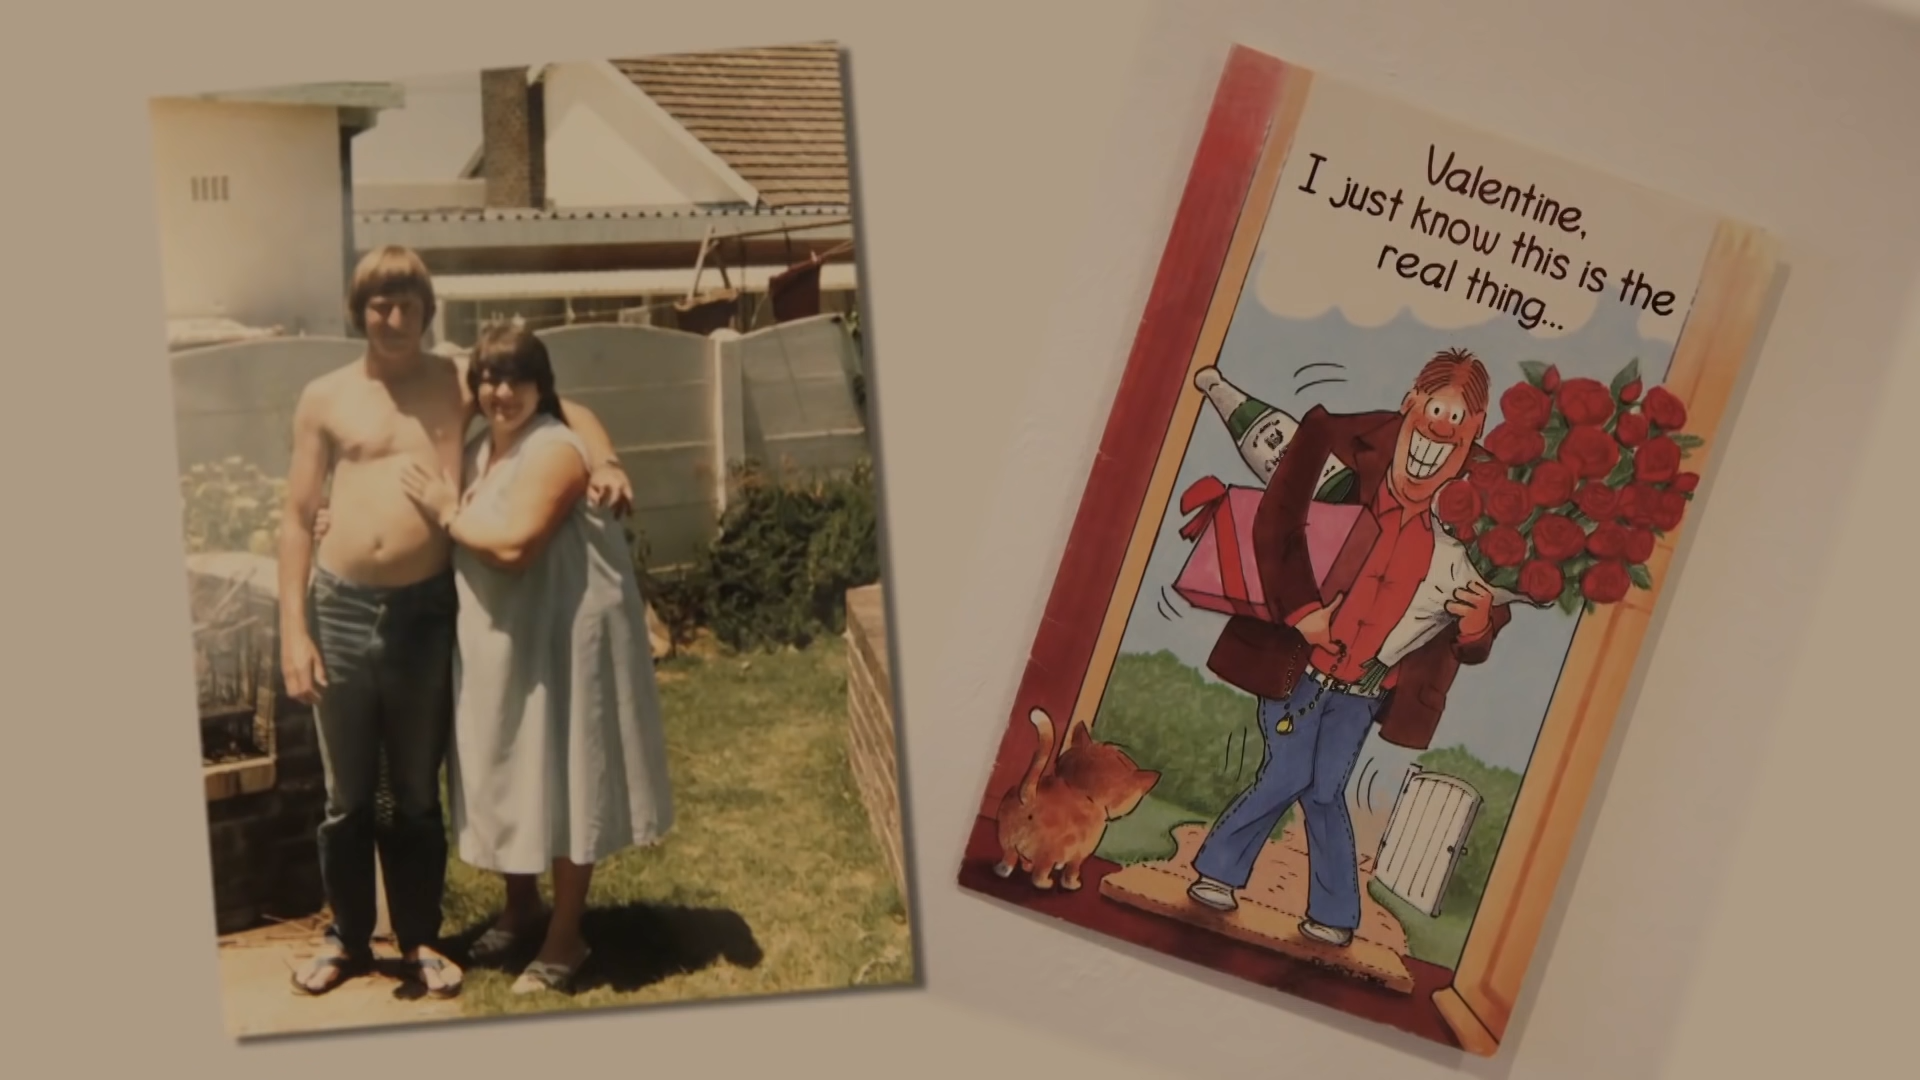 Valentine,
I just know this is the
real thing...